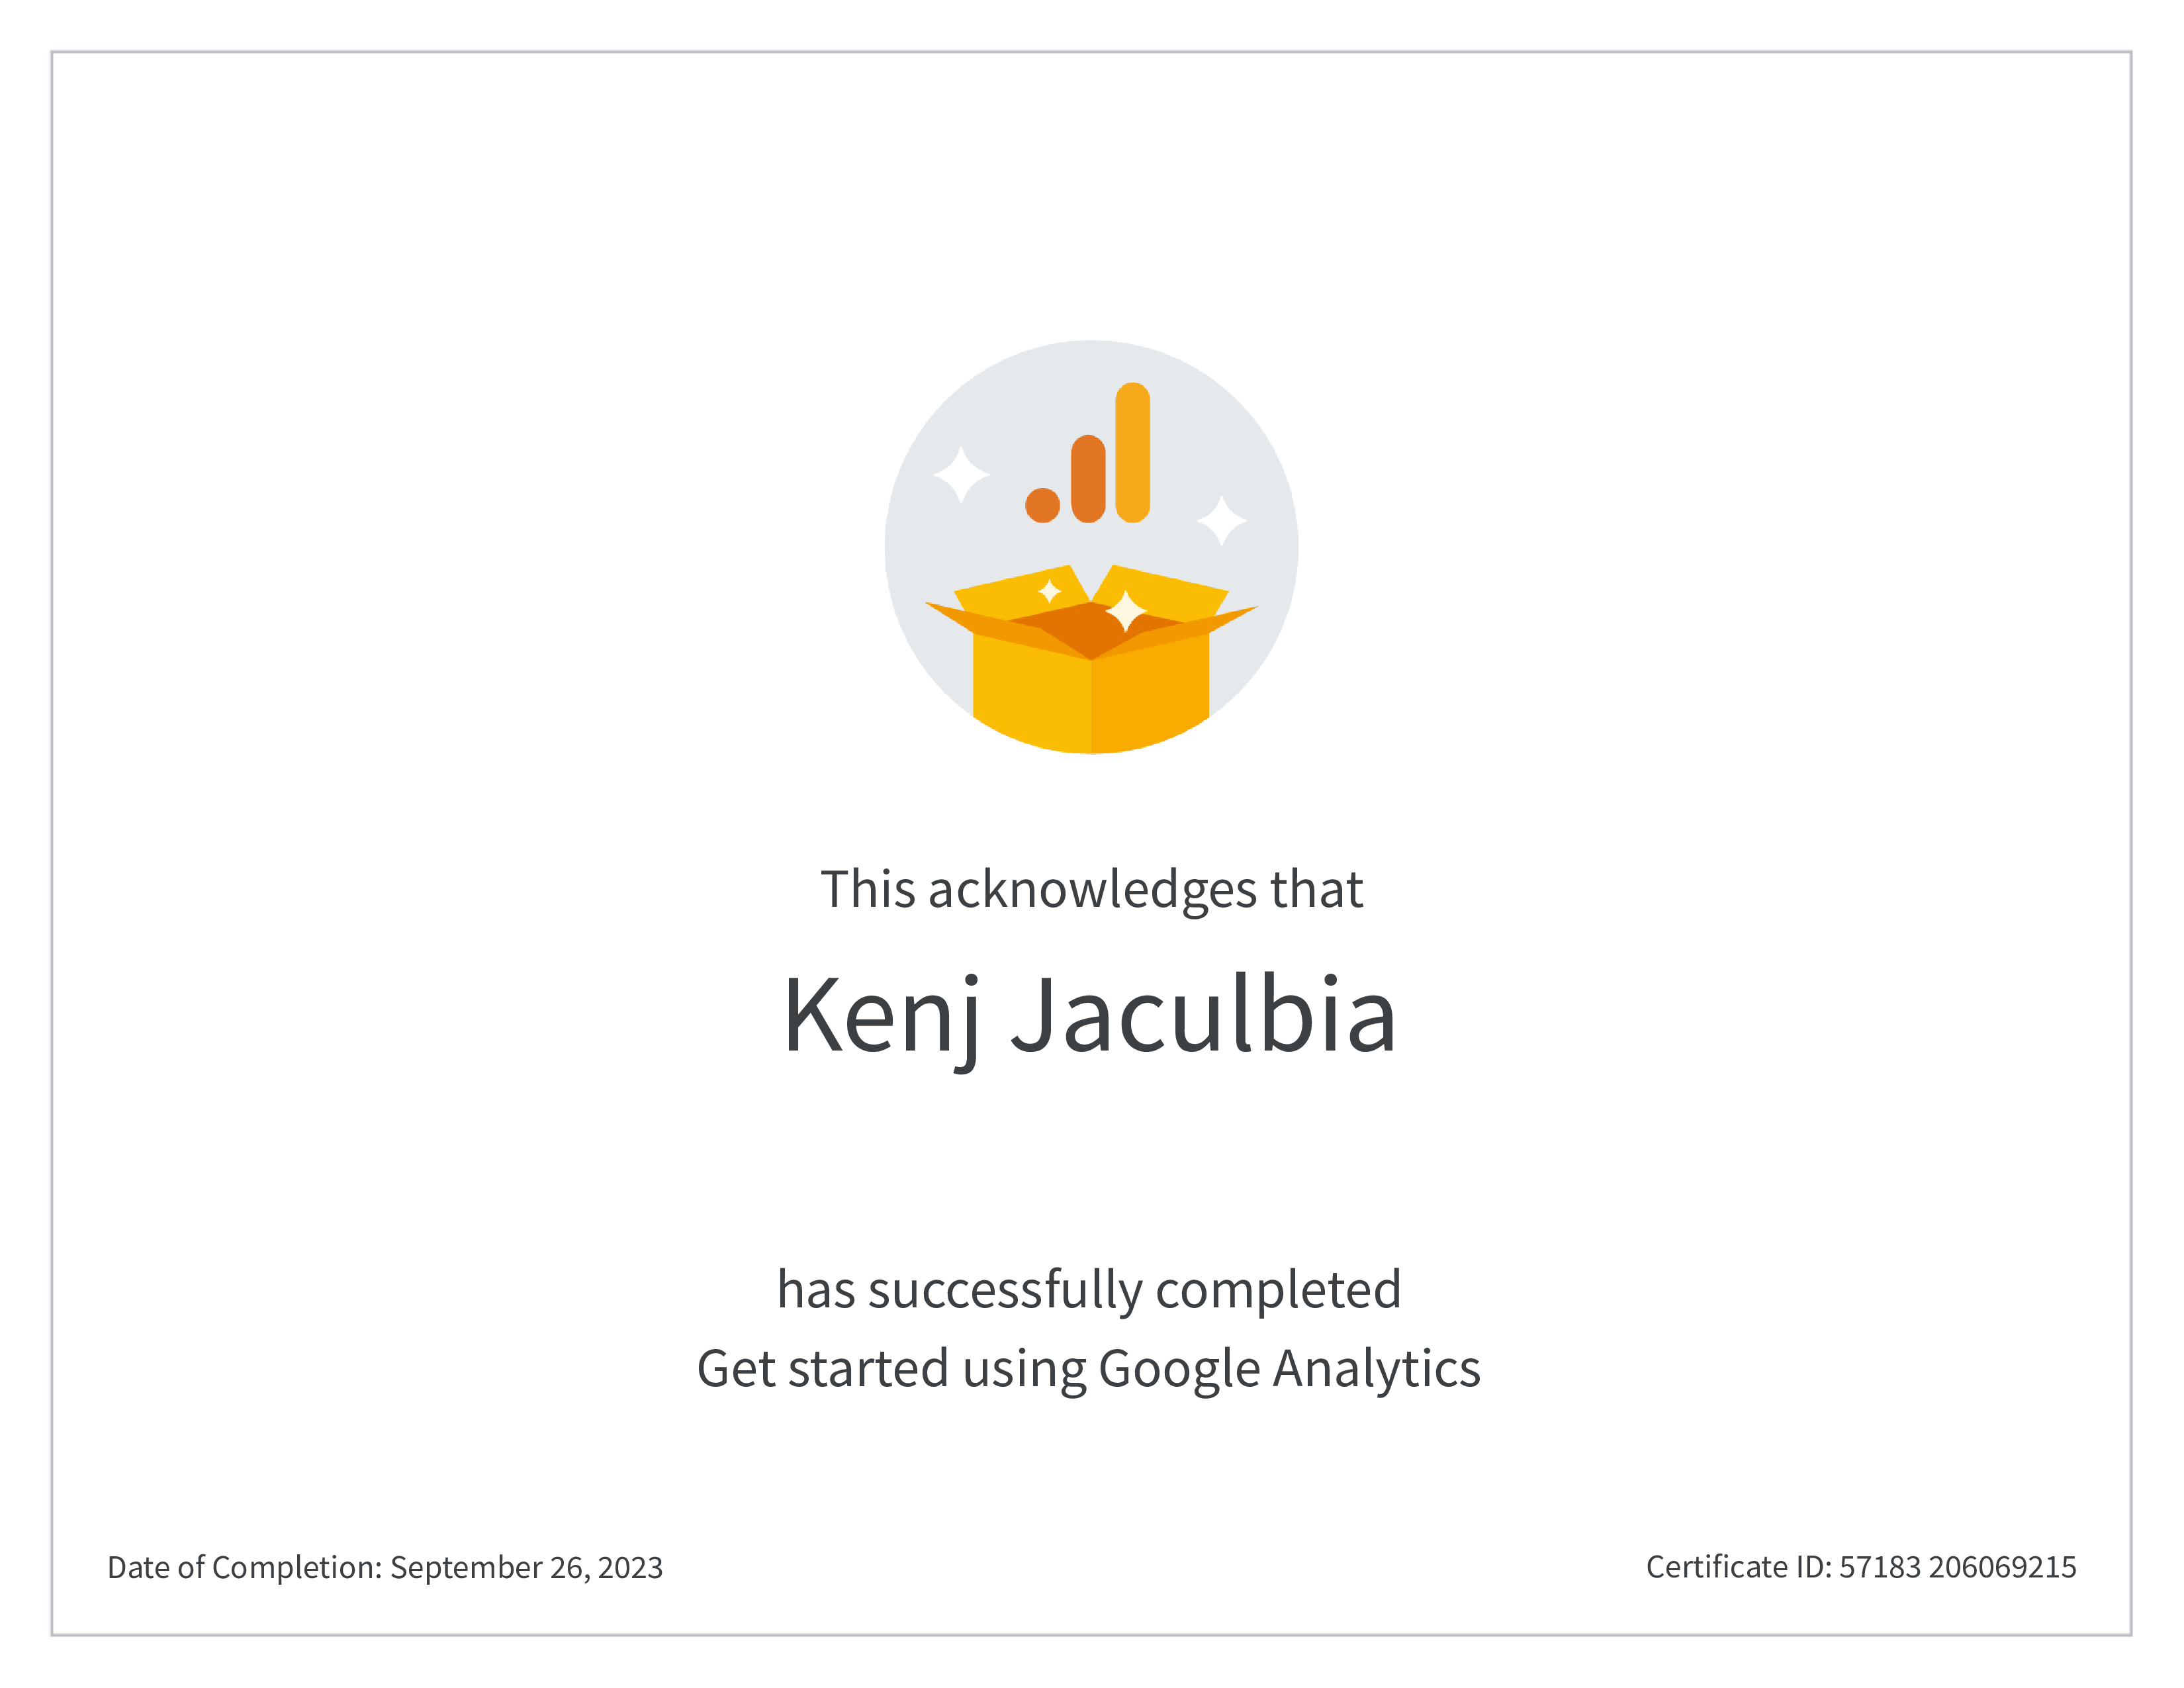 This acknowledges that
Kenj Jaculbia
has successfully completed
Get started using Google Analytics
Date of Completion: September 26, 2023
Certificate ID: 57183 206069215